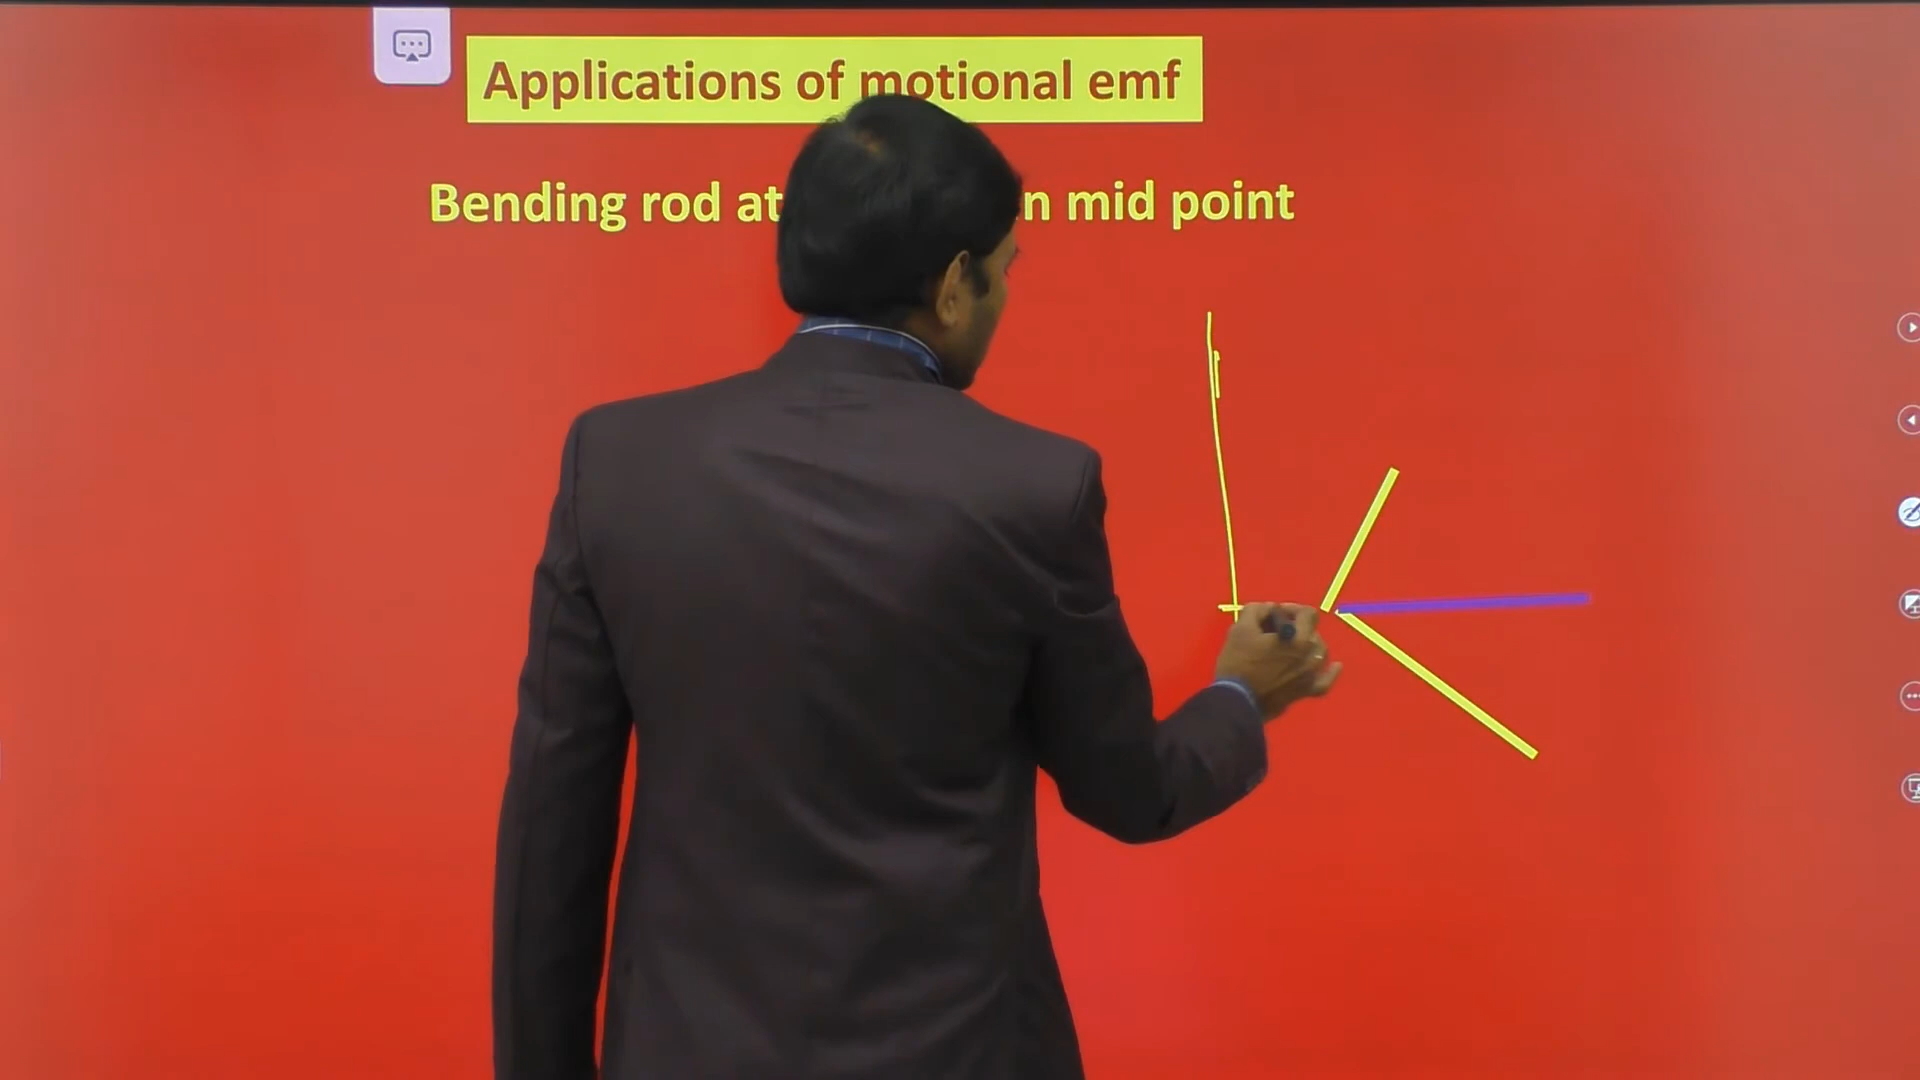 Applications of motional emf
Bending rod at n mid point